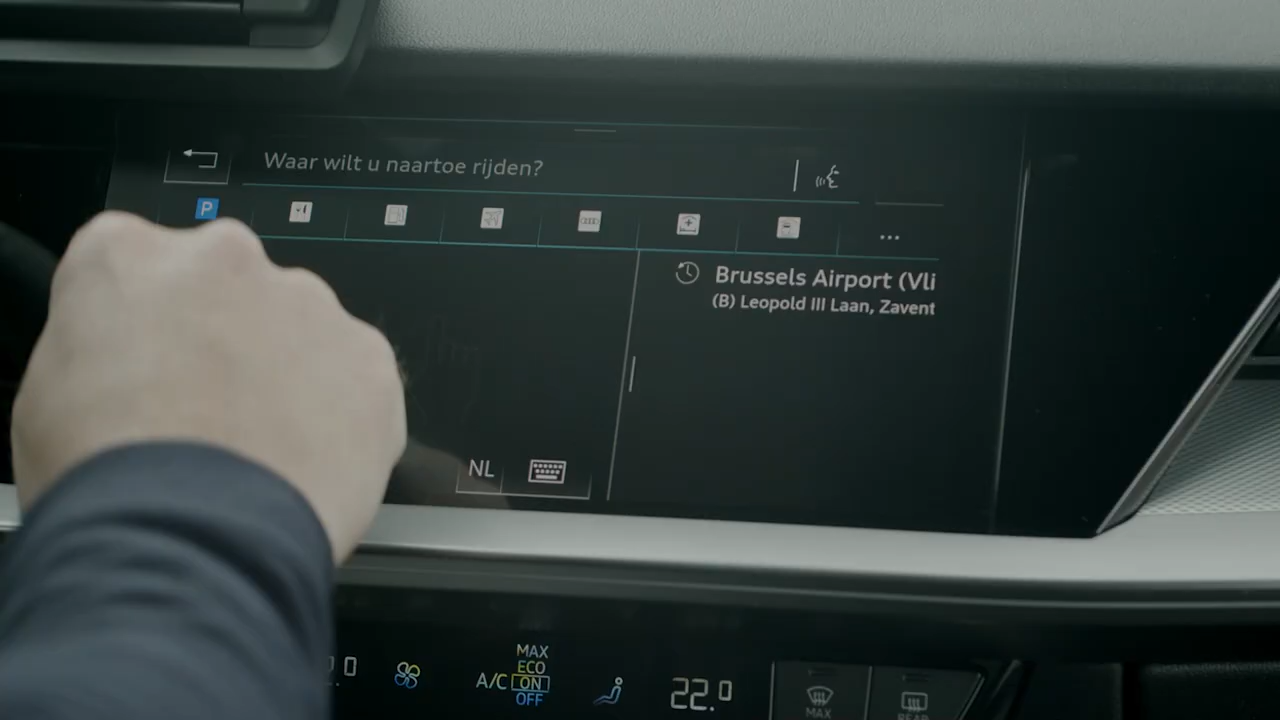 Waar wilt u naartoe rijden?
P
...
Brussels Airport (Vli
(B) Leopold III Laan, Zavent
NL
MAX
ECO
A/C ON
OFF
22.0
MAX
REAR